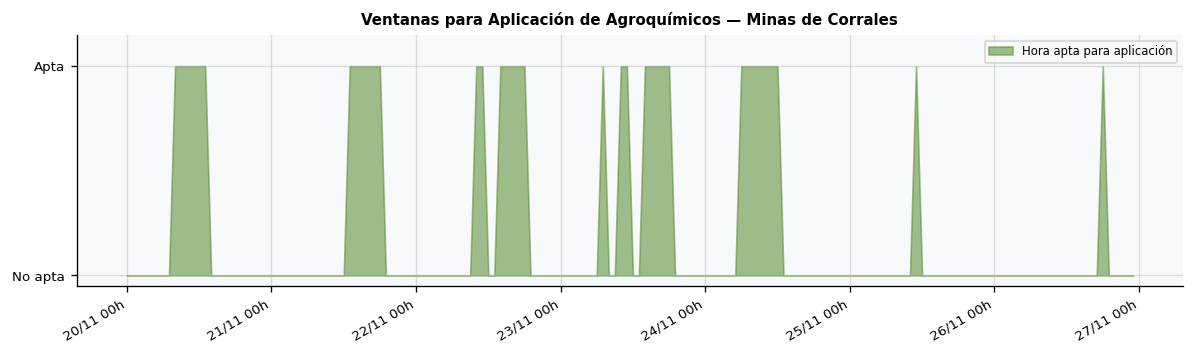 Ventanas para Aplicación de Agroquímicos — Minas de Corrales
Hora apta para aplicación
Apta
No apta
20/11 00h
21/11 00h
22/11 00h
23/11 00h
24/11 00h
25/11 00h
26/11 00h
27/11 00h